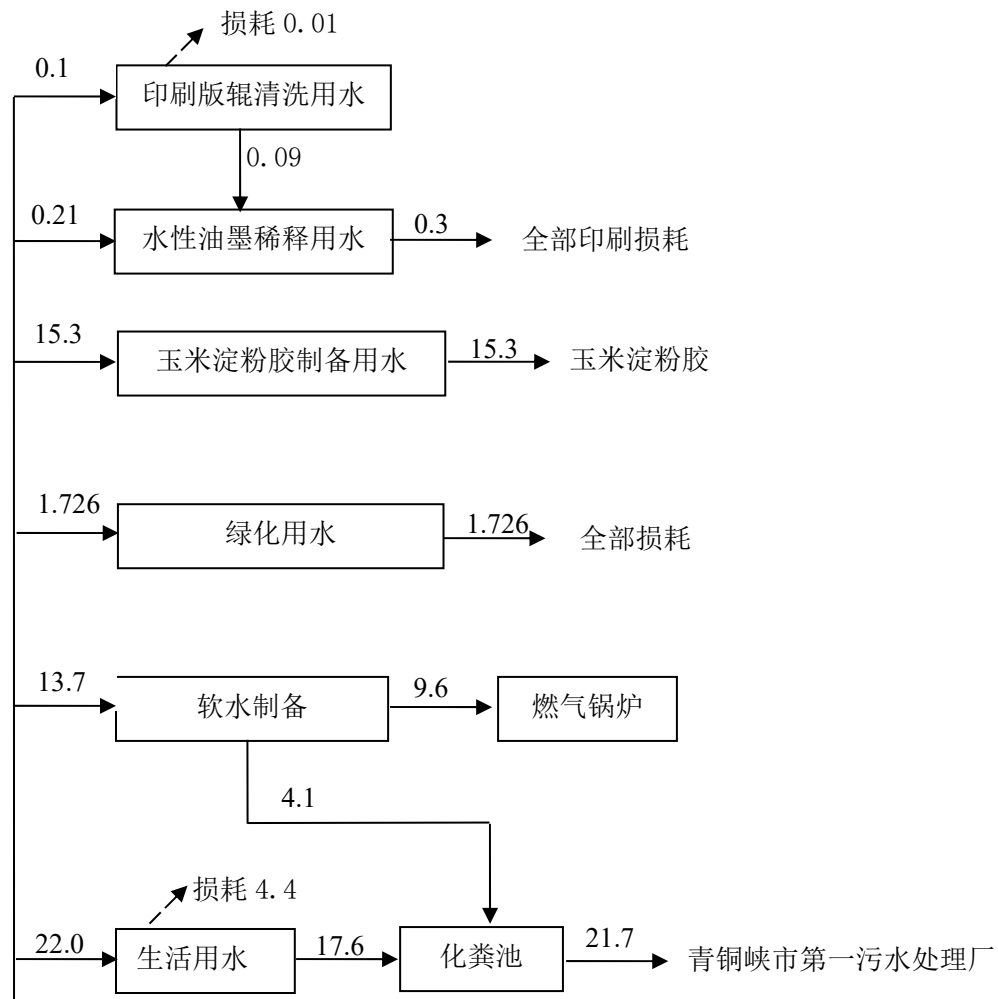 损耗 0.01
0.1
印刷版辊清洗用水
0.09
0.21
水性油墨稀释用水
0.3
全部印刷损耗
15.3
玉米淀粉胶制备用水
15.3
玉米淀粉胶
1.726
绿化用水
1.726
全部损耗
13.7
软水制备
9.6
燃气锅炉
4.1
损耗 4.4
22.0
生活用水
17.6
化粪池
21.7
青铜峡市第一污水处理厂